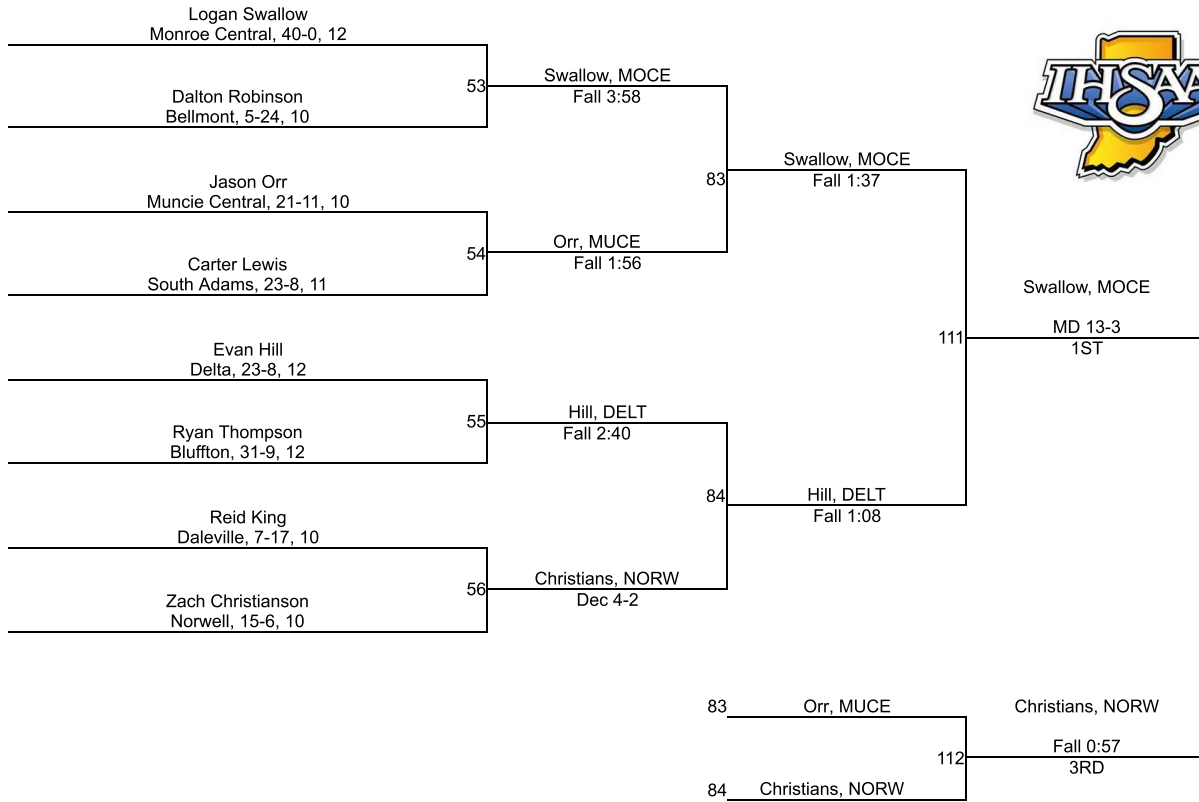 Logan Swallow
Monroe Central, 40-0, 12
Dalton Robinson
Bellmont, 5-24, 10
53
Swallow, MOCE
Fall 3:58
Jason Orr
Muncie Central, 21-11, 10
Carter Lewis
South Adams, 23-8, 11
54
Orr, MUCE
Fall 1:56
83
Swallow, MOCE
Fall 1:37
Evan Hill
Delta, 23-8, 12
Ryan Thompson
Bluffton, 31-9, 12
55
Hill, DELT
Fall 2:40
Reid King
Daleville, 7-17, 10
Zach Christianson
Norwell, 15-6, 10
56
Christians, NORW
Dec 4-2
84
Hill, DELT
Fall 1:08
111
Swallow, MOCE
MD 13-3
1ST
83
Orr, MUCE
84
Christians, NORW
112
Christians, NORW
Fall 0:57
3RD
IHSAA